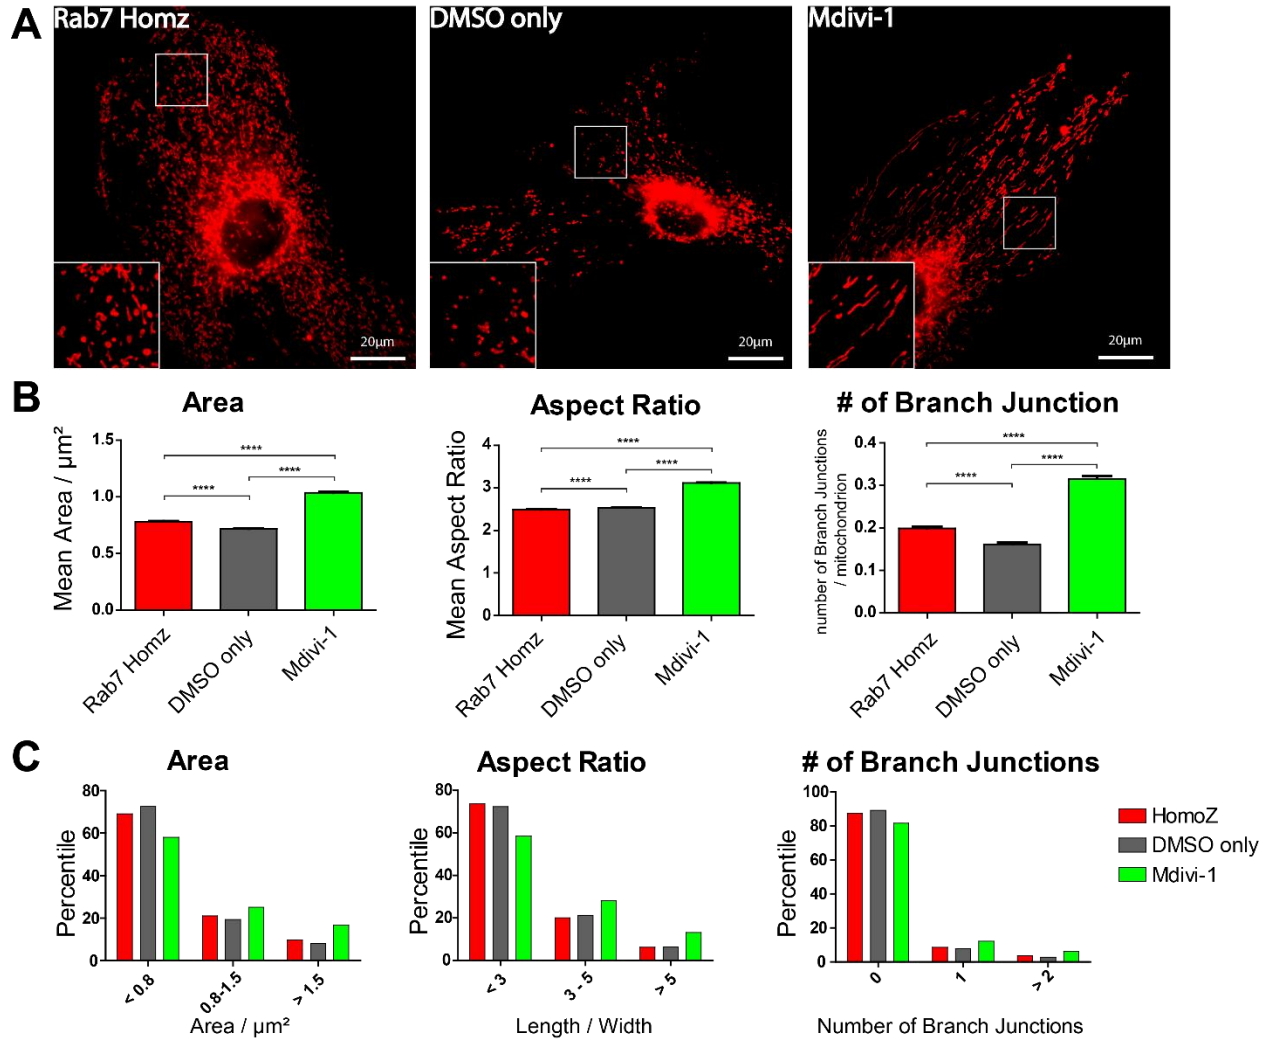 A
Rab7 Homz
DMSO only
Mdivi-1
20µm
20µm
20µm
B
Area
Mean Area / µm²
1.5
1.0
0.5
0.0
****
****
****
Rab7 Homz
DMSO only
Mdivi-1
Aspect Ratio
Mean Aspect Ratio
4
3
2
1
0
****
****
****
Rab7 Homz
DMSO only
Mdivi-1
# of Branch Junction
number of Branch Junctions
/ mitochondrion
0.4
0.3
0.2
0.1
0.0
****
****
****
Rab7 Homz
DMSO only
Mdivi-1
C
Area
Percentile
80
60
40
20
0
< 0.8
0.8-1.5
> 1.5
Area / µm²
Aspect Ratio
Percentile
80
60
40
20
0
< 3
3 - 5
> 5
Length / Width
# of Branch Junctions
Percentile
100
80
60
40
20
0
0
1
> 2
Number of Branch Junctions
HomoZ
DMSO only
Mdivi-1